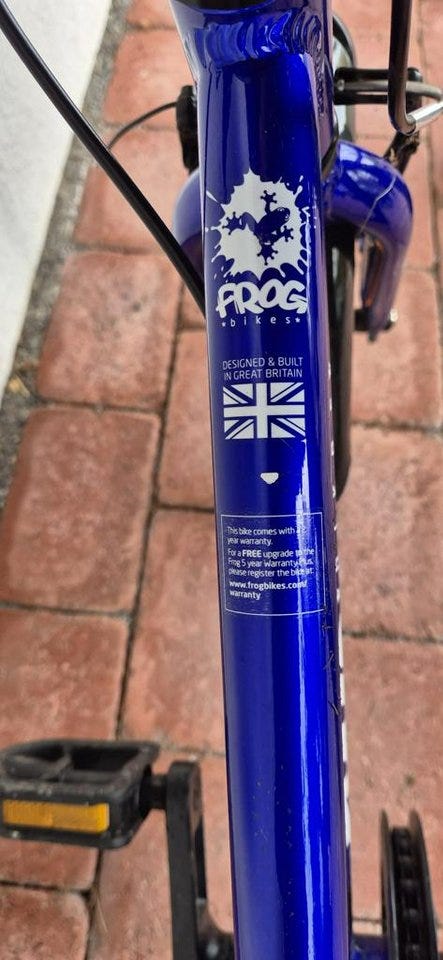 FROG
bikes
DESIGNED & BUILT
IN GREAT BRITAIN
This bike comes with
year warranty.
For a FREE upgrade to the
Frog 5 year Warranty Plus,
please register the bike at:
www.frogbikes.com/
warranty